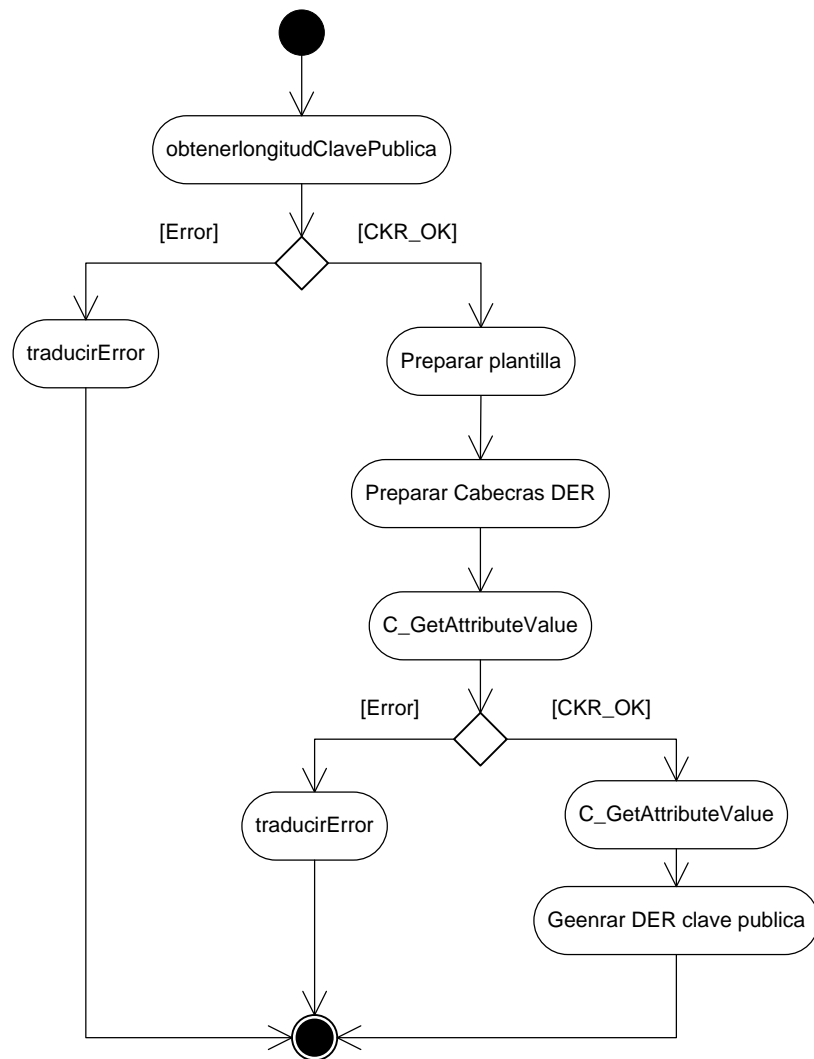 obtenerlongitudClavePublica
[Error]
[CKR_OK]
traducirError
Preparar plantilla
Preparar Cabecras DER
C_GetAttributeValue
[Error]
[CKR_OK]
traducirError
C_GetAttributeValue
Geenrar DER clave publica